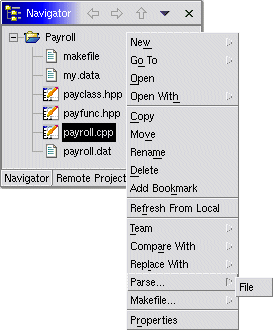 Navigator
Payroll
makefile
my.data
payclass.hpp
payfunc.hpp
payroll.cpp
payroll.dat
Navigator
Remote Project
New
Go To
Open
Open With
Copy
Move
Rename
Delete
Add Bookmark
Refresh From Local
Team
Compare With
Replace With
Parse...
File
Makefile...
Properties